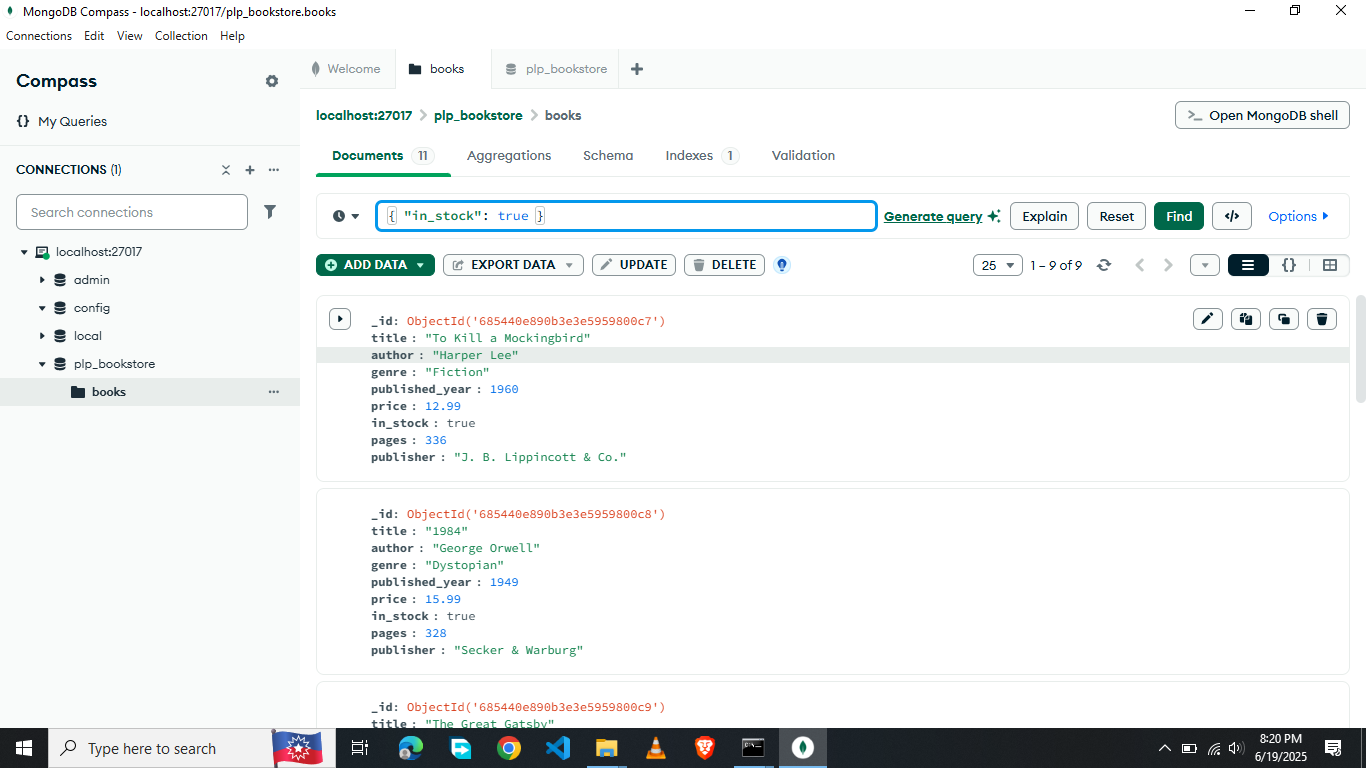 MongoDB Compass - localhost:27017/plp_bookstore.books
Connections Edit View Collection Help
Compass
{} My Queries
CONNECTIONS (1)
Search connections
localhost:27017
admin
config
local
plp_bookstore
books
Welcome books plp_bookstore
localhost:27017 > plp_bookstore > books
>_ Open MongoDB shell
Documents 11 Aggregations Schema Indexes 1 Validation
{ "in_stock": true }
Generate query Explain Reset Find </> Options
ADD DATA EXPORT DATA UPDATE DELETE 25 1 – 9 of 9 {}
_id: ObjectId('685440e890b3e3e5959800c7')
title : "To Kill a Mockingbird"
author : "Harper Lee"
genre : "Fiction"
published_year : 1960
price : 12.99
in_stock : true
pages : 336
publisher : "J. B. Lippincott & Co."
_id: ObjectId('685440e890b3e3e5959800c8')
title : "1984"
author : "George Orwell"
genre : "Dystopian"
published_year : 1949
price : 15.99
in_stock : true
pages : 328
publisher : "Secker & Warburg"
_id: ObjectId('685440e890b3e3e5959800c9')
title : "The Great Gatsby"
Type here to search
8:20 PM
6/19/2025